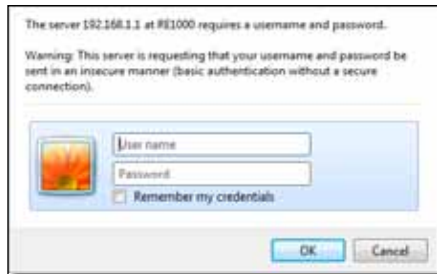 The server 192.168.1.1 at RE1000 requires a username and password.
Warning: This server is requesting that your username and password be
sent in an insecure manner (basic authentication without a secure
connection).
User name
Password
Remember my credentials
OK
Cancel